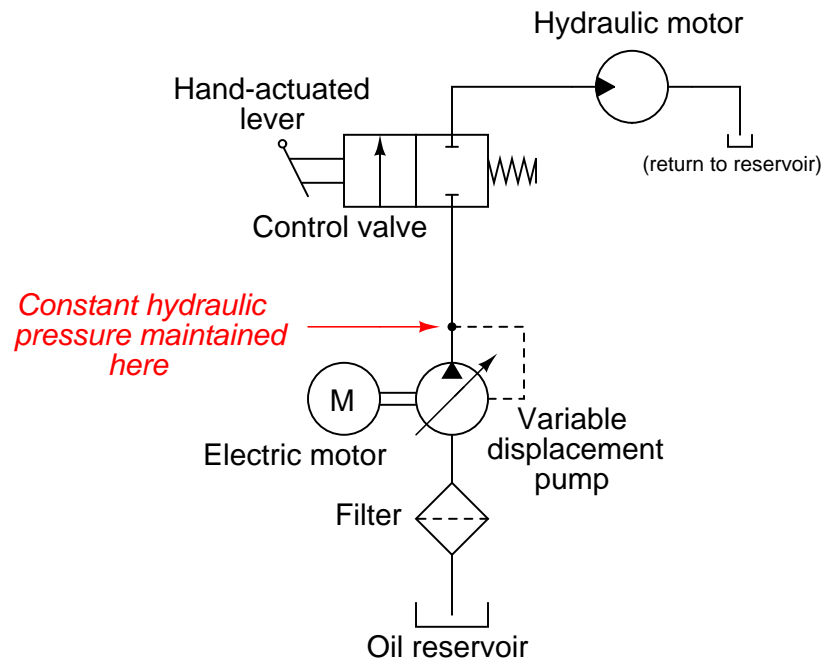 Hydraulic motor
Hand-actuated
lever
(return to reservoir)
Control valve
Constant hydraulic
pressure maintained
here
M
Electric motor
Variable
displacement
pump
Filter
Oil reservoir